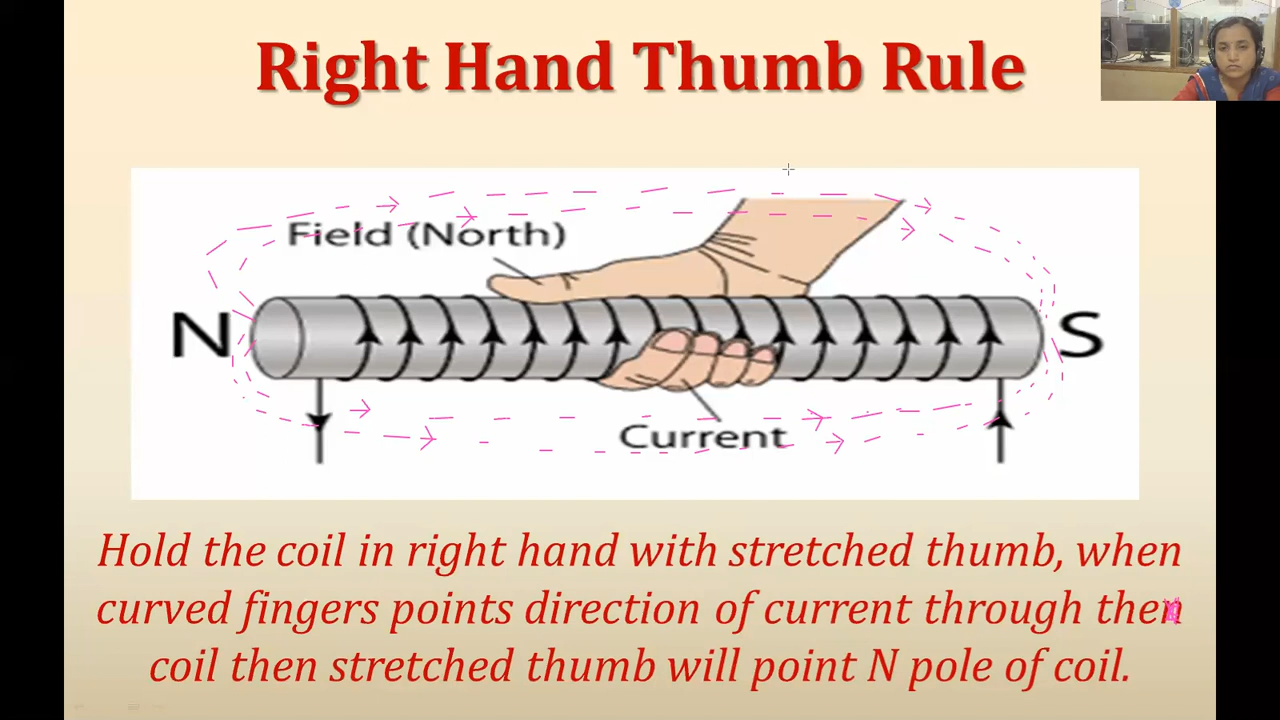 Right Hand Thumb Rule
Field (North)
N
S
Current
Hold the coil in right hand with stretched thumb, when
curved fingers points direction of current through then
coil then stretched thumb will point N pole of coil.